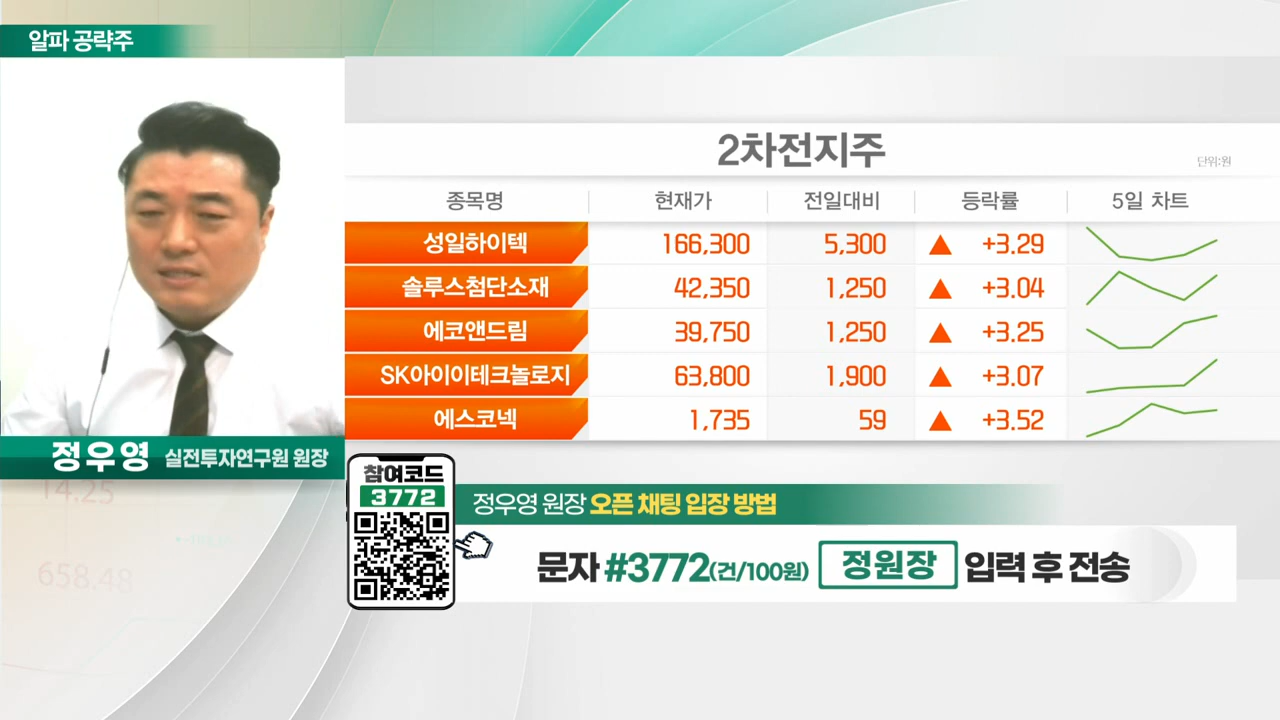 알파 공략주
2차전지주
단위:원
종목명 현재가 전일대비 등락률 5일 차트
성일하이텍 166,300 5,300 ▲ +3.29
솔루스첨단소재 42,350 1,250 ▲ +3.04
에코앤드림 39,750 1,250 ▲ +3.25
SK아이이테크놀로지 63,800 1,900 ▲ +3.07
에스코넥 1,735 59 ▲ +3.52
정우영 실전투자연구원 원장
14.25
658.48
참여코드
3772
정우영 원장 오픈 채팅 입장 방법
문자 #3772(건/100원) 정원장 입력 후 전송